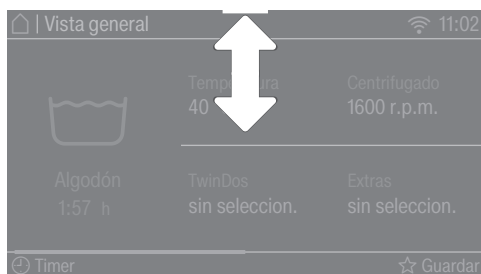 | Vista general 11:02
Temperatura Centrifugado
40 1600 r.p.m.
Algodón TwinDos Extras
1:57 h sin seleccion. sin seleccion.
Timer Guardar